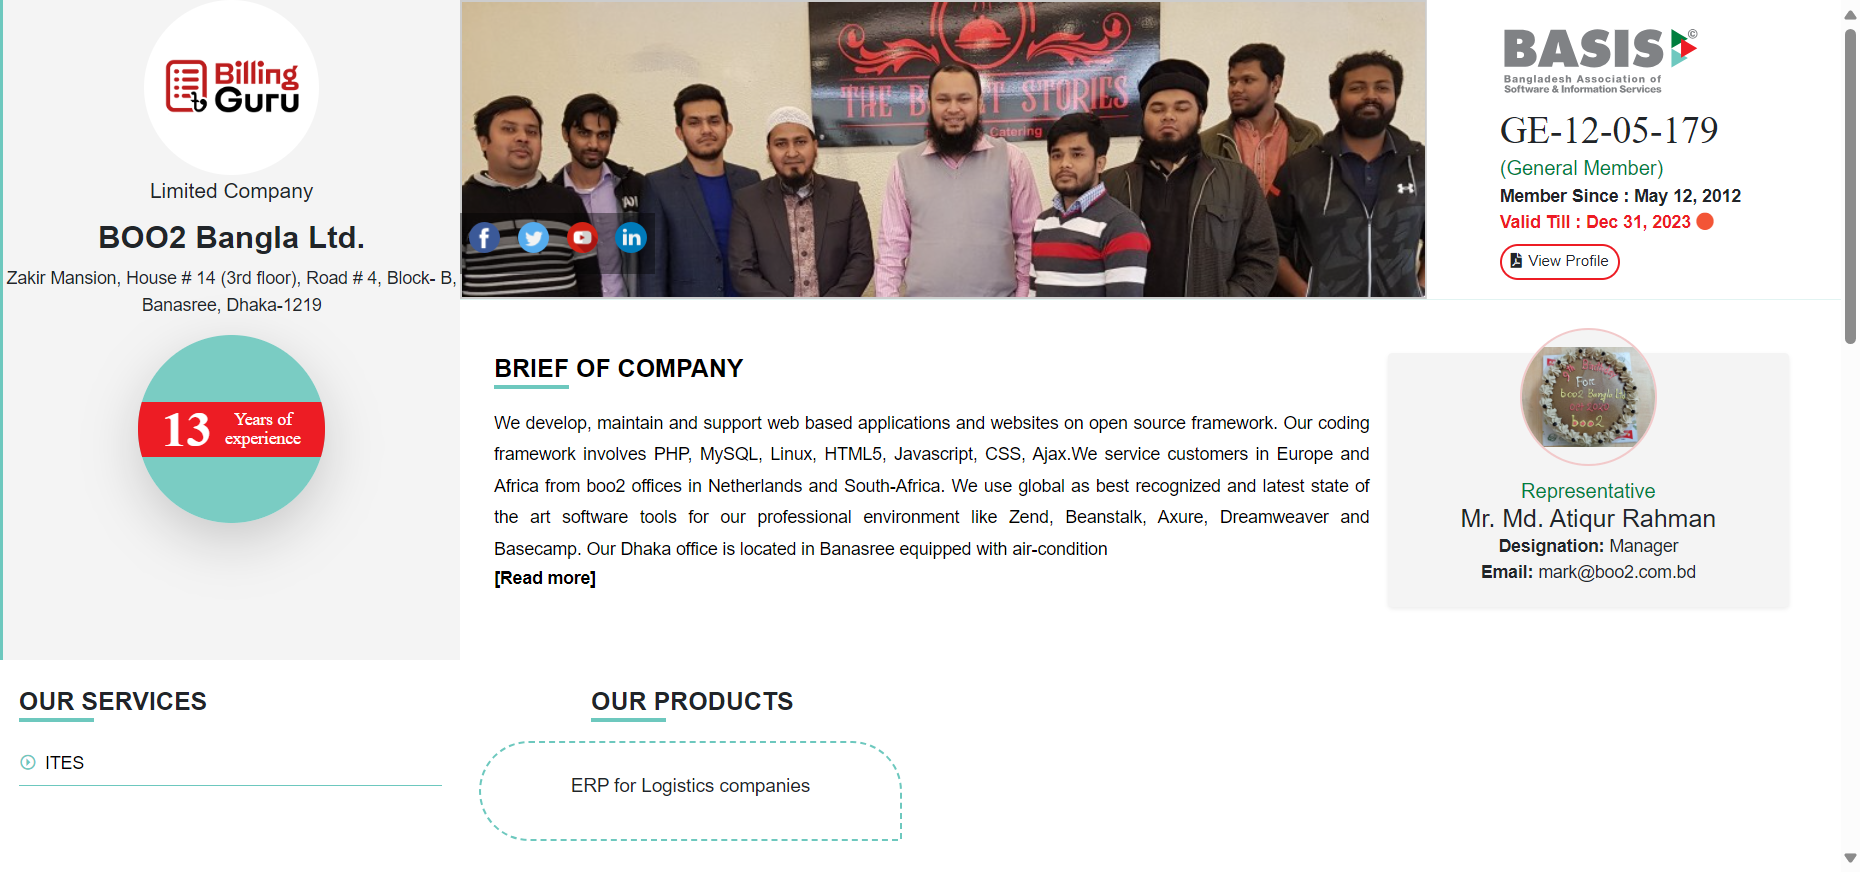 Billing
Guru
Limited Company
BOO2 Bangla Ltd.
Zakir Mansion, House # 14 (3rd floor), Road # 4, Block- B,
Banasree, Dhaka-1219
13 Years of
experience
THE STORIES
Catering
BASIS
Bangladesh Association of
Software & Information Services
GE-12-05-179
(General Member)
Member Since : May 12, 2012
Valid Till : Dec 31, 2023
View Profile
BRIEF OF COMPANY
We develop, maintain and support web based applications and websites on open source framework. Our coding
framework involves PHP, MySQL, Linux, HTML5, Javascript, CSS, Ajax.We service customers in Europe and
Africa from boo2 offices in Netherlands and South-Africa. We use global as best recognized and latest state of
the art software tools for our professional environment like Zend, Beanstalk, Axure, Dreamweaver and
Basecamp. Our Dhaka office is located in Banasree equipped with air-condition
[Read more]
For
boo2 Bangla Ltd
boo2
Representative
Mr. Md. Atiqur Rahman
Designation: Manager
Email: mark@boo2.com.bd
OUR SERVICES
ITES
OUR PRODUCTS
ERP for Logistics companies